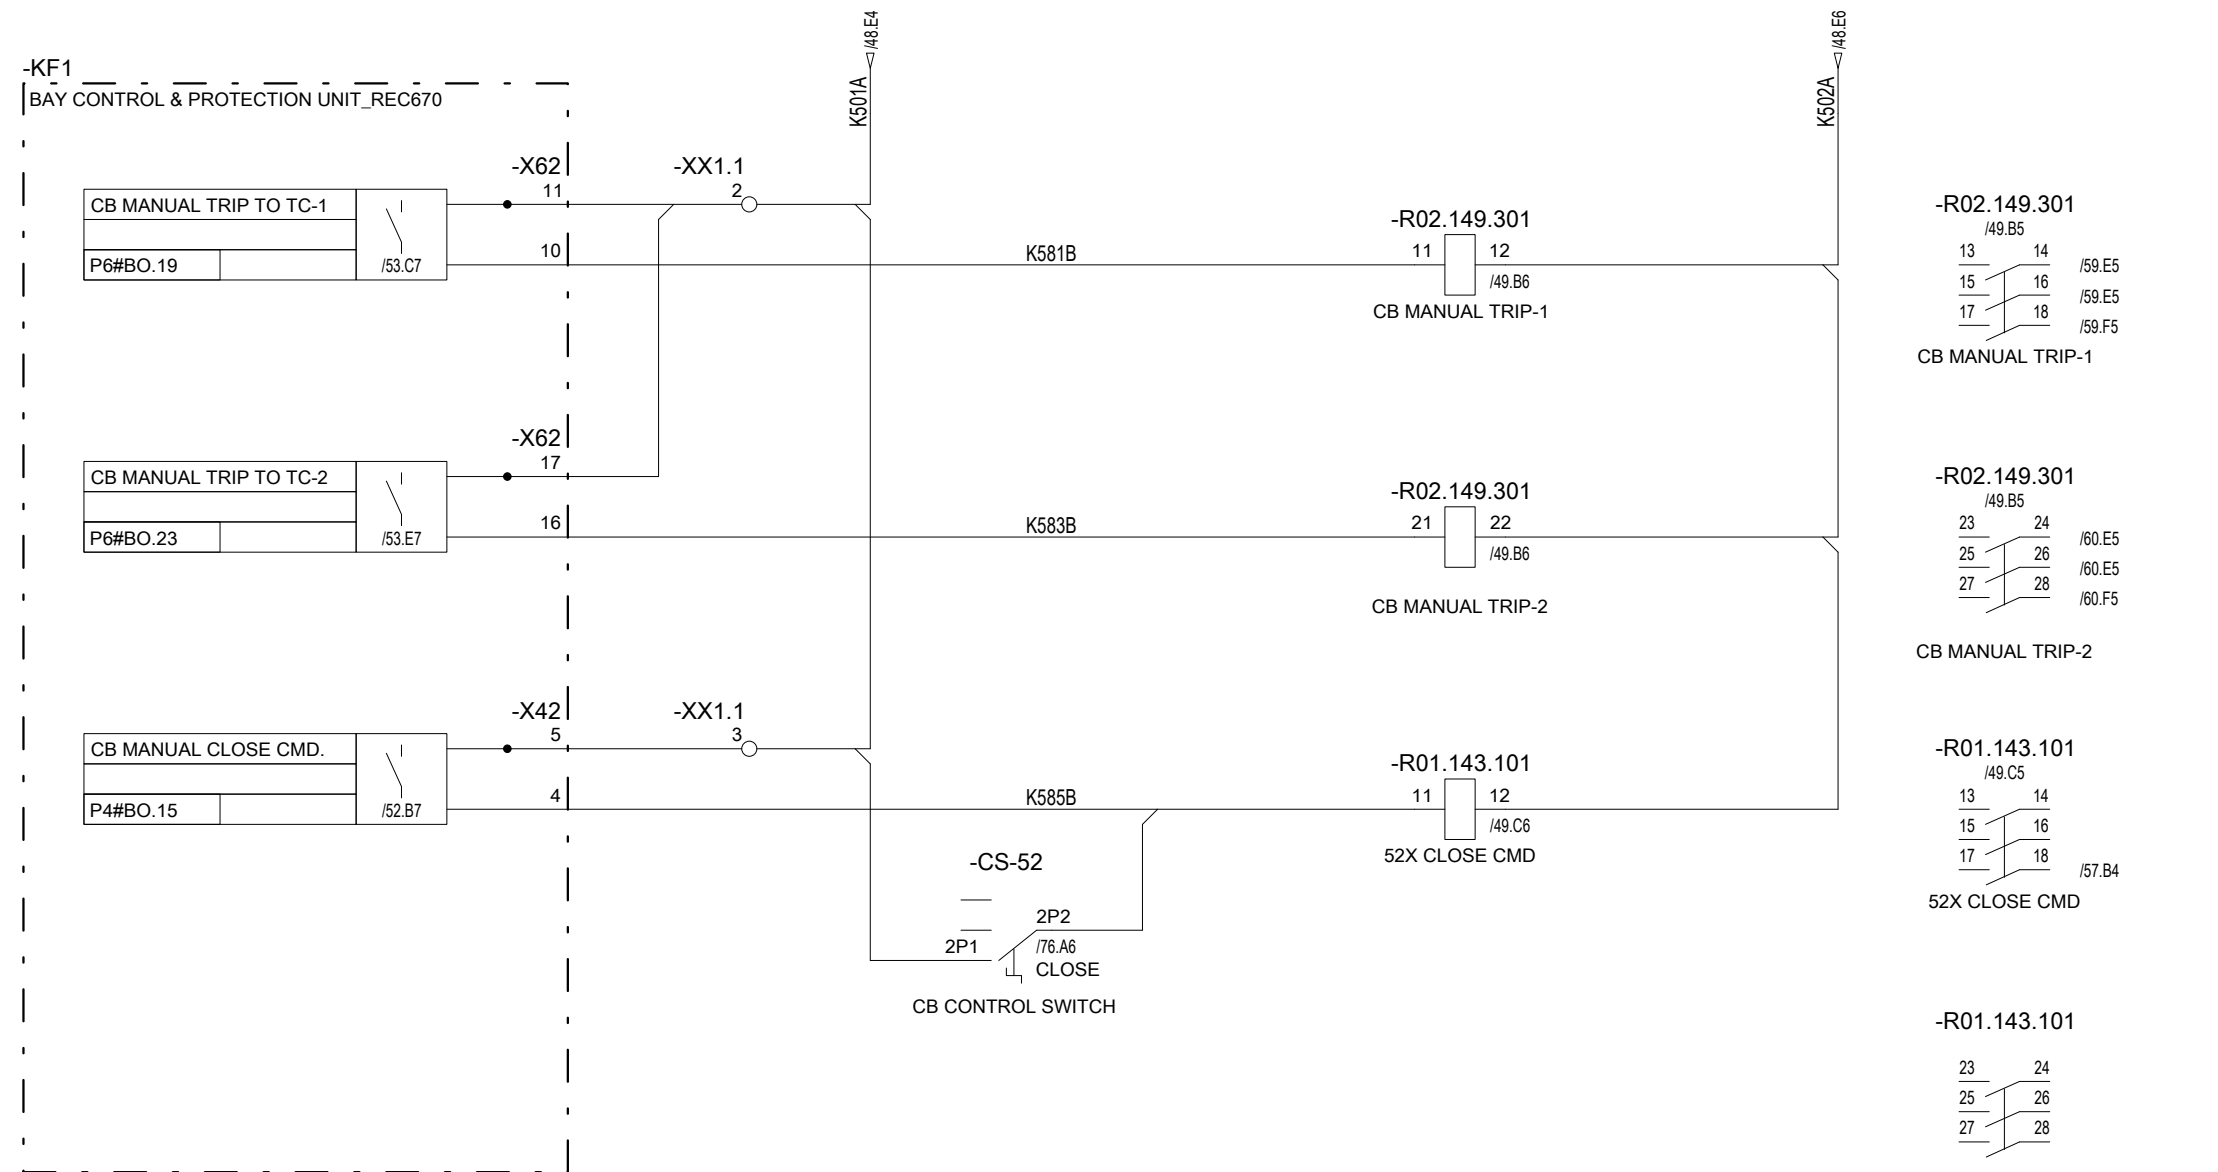 /48.E4
/48.E6
-KF1
BAY CONTROL & PROTECTION UNIT_REC670
K501A
K502A
-X62
-XX1.1
11
2
CB MANUAL TRIP TO TC-1
P6#BO.19
/53.C7
10
K581B
-R02.149.301
11
12
/49.B6
CB MANUAL TRIP-1
-R02.149.301
/49.B5
13
14
/59.E5
15
16
/59.E5
17
18
/59.F5
CB MANUAL TRIP-1
-X62
17
CB MANUAL TRIP TO TC-2
P6#BO.23
/53.E7
16
K583B
-R02.149.301
21
22
/49.B6
CB MANUAL TRIP-2
-R02.149.301
/49.B5
23
24
/60.E5
25
26
/60.E5
27
28
/60.F5
CB MANUAL TRIP-2
-X42
-XX1.1
5
3
CB MANUAL CLOSE CMD.
P4#BO.15
/52.B7
4
K585B
-R01.143.101
11
12
/49.C6
52X CLOSE CMD
-R01.143.101
/49.C5
13
14
15
16
17
18
/57.B4
52X CLOSE CMD
-CS-52
2P2
2P1
/76.A6
CLOSE
CB CONTROL SWITCH
-R01.143.101
23
24
25
26
27
28